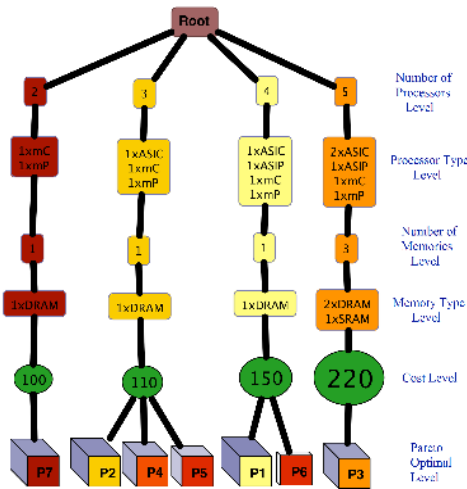 Root
2
3
4
5
Number of
Processors
Level
1xmC
1xmP
1xASIC
1xmC
1xmP
1xASIC
1xASIP
1xmC
1xmP
2xASIC
1xASIP
1xmC
1xmP
Processor Type
Level
1
1
1
3
Number of
Memories
Level
1xDRAM
1xDRAM
1xDRAM
2xDRAM
1xSRAM
Memory Type
Level
100
110
150
220
Cost Level
P7
P2
P4
P5
P1
P6
P3
Pareto
Optimal
Level